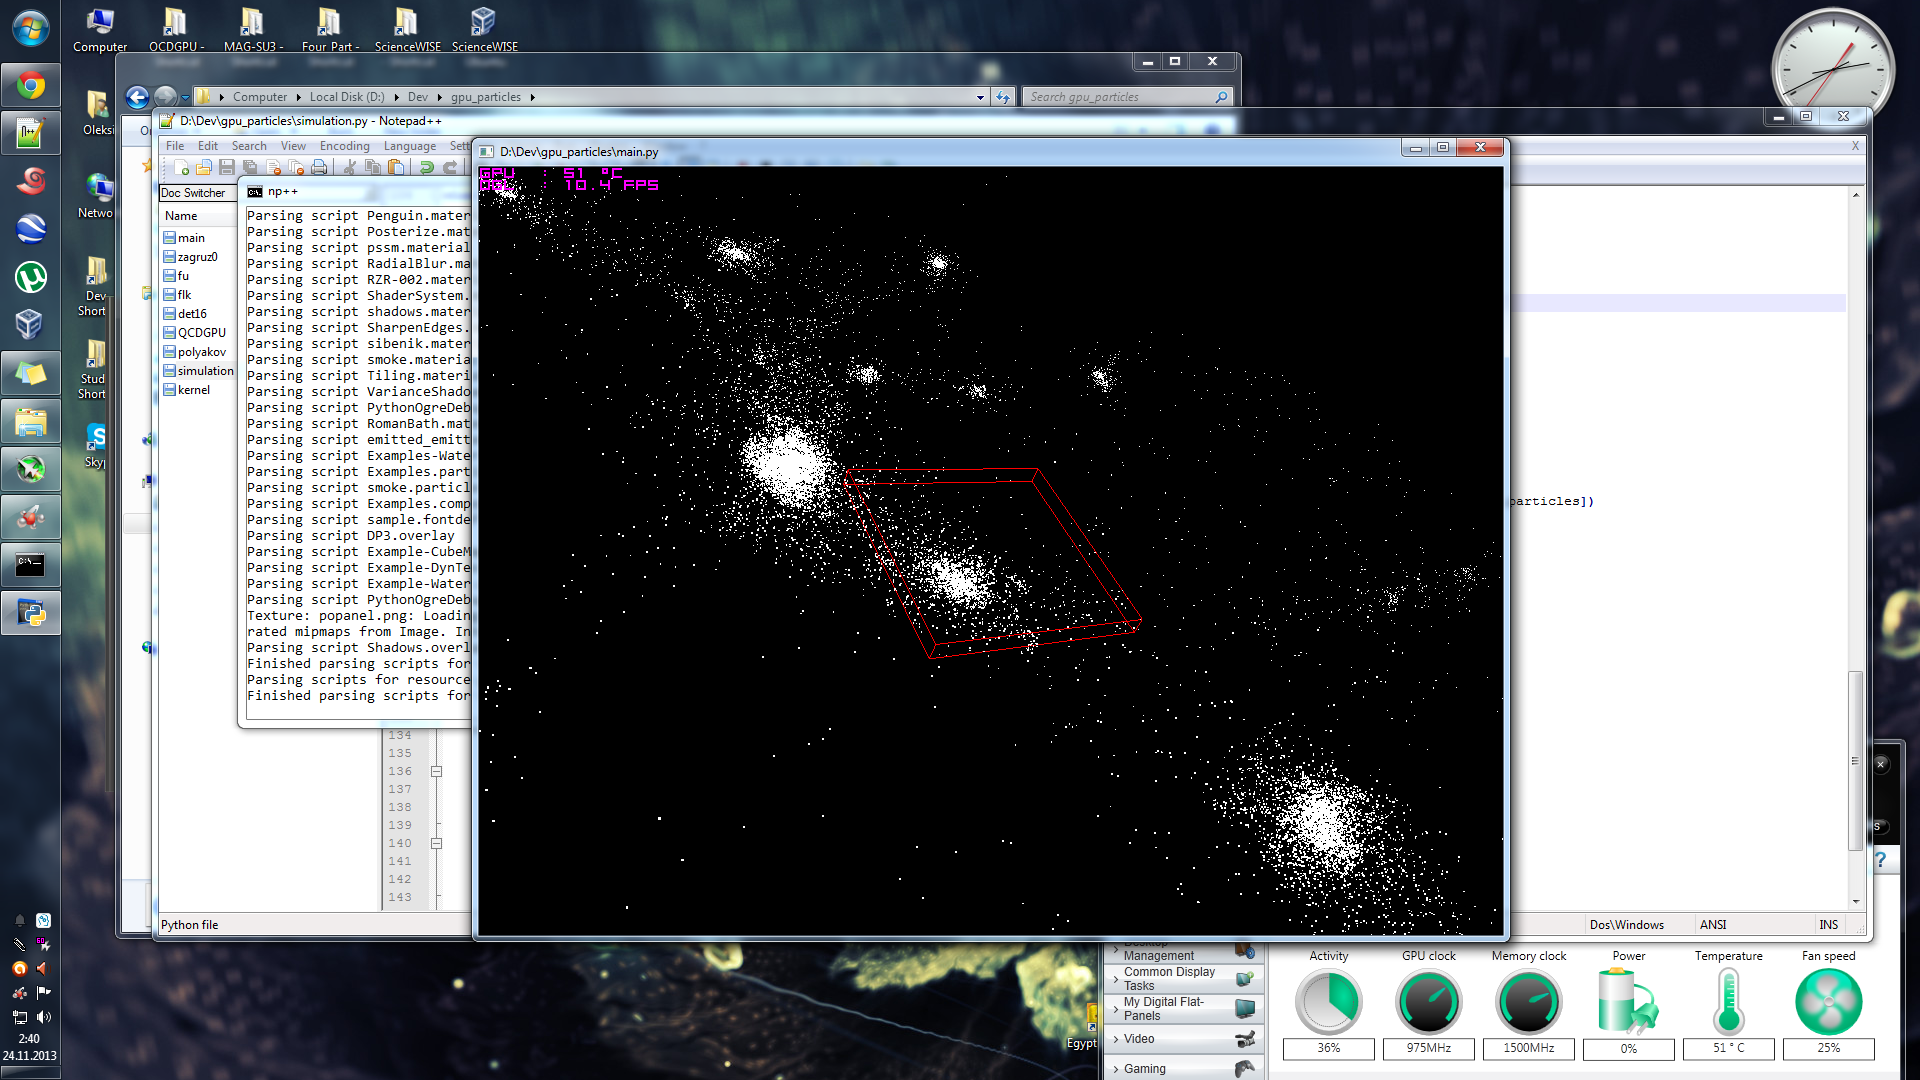 Computer
OCDGPU -
MAG-SU3 -
Four_Part -
ScienceWISE
ScienceWISE
Computer
Local Disk (D:)
Dev
gpu_particles
Search gpu_particles
Oleksi
Netwo
Dev
Short
Stud
Short
Skyp
D:\Dev\gpu_particles\simulation.py - Notepad++
File Edit Search View Encoding Language Sett
X
Doc Switcher
Name
main
zagruz0
fu
flk
det16
QCDGPU
polyakov
simulation
kernel
np++
Parsing script Penguin.mater
Parsing script Posterize.mat
Parsing script pssm.material
Parsing script RadialBlur.ma
Parsing script RZR-002.mater
Parsing script ShaderSystem.
Parsing script shadows.mater
Parsing script SharpenEdges.
Parsing script sibenik.mater
Parsing script smoke.materia
Parsing script Tiling.materi
Parsing script VarianceShado
Parsing script PythonOgreDeb
Parsing script RomanBath.mat
Parsing script emitted_emitt
Parsing script Examples-Wate
Parsing script Examples.part
Parsing script smoke.particl
Parsing script Examples.comp
Parsing script sample.fontde
Parsing script DP3.overlay
Parsing script Example-CubeM
Parsing script Example-DynTe
Parsing script Example-Water
Parsing script PythonOgreDeb
Texture: popanel.png: Loadin
rated mipmaps from Image. In
Parsing script Shadows.overl
Finished parsing scripts for
Parsing scripts for resource
Finished parsing scripts for
D:\Dev\gpu_particles\main.py
GPU : 51 °C
OGL : 10.4 FPS
particles])
134
135
136
137
138
139
140
141
142
143
Python file
Dos\Windows
ANSI
INS
Desktop
Management
Common Display
Tasks
My Digital Flat-
Panels
Video
Gaming
Activity
GPU clock
Memory clock
Power
Temperature
Fan speed
36%
975MHz
1500MHz
0%
51 ° C
25%
Egypt
2:40
24.11.2013